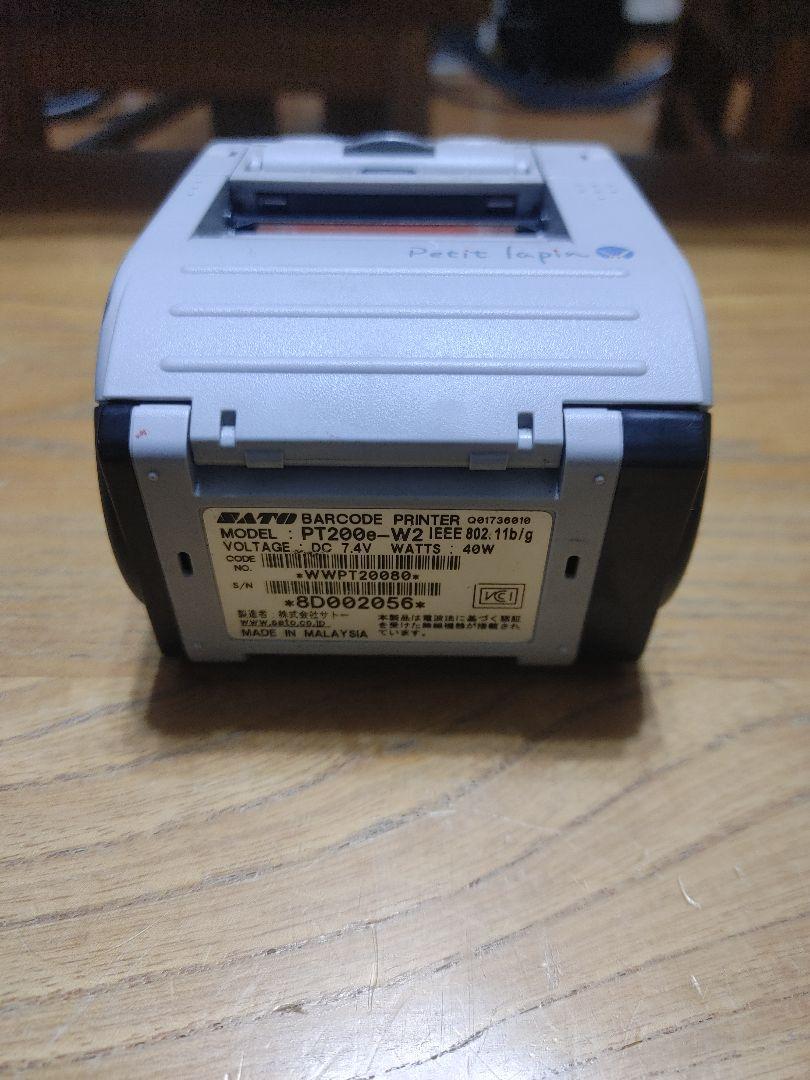 Petit lapin
SATO BARCODE PRINTER Q01736010
MODEL : PT200e-W2 IEEE 802.11b/g
VOLTAGE : DC 7.4V WATTS : 40W
CODE NO. *WWPT20080*
S/N *8D002056*
VCI
製造者:株式会社サトー
www.sato.co.jp
MADE IN MALAYSIA
本製品は電波法に基づく認証
を受けた無線機器が搭載され
ています。